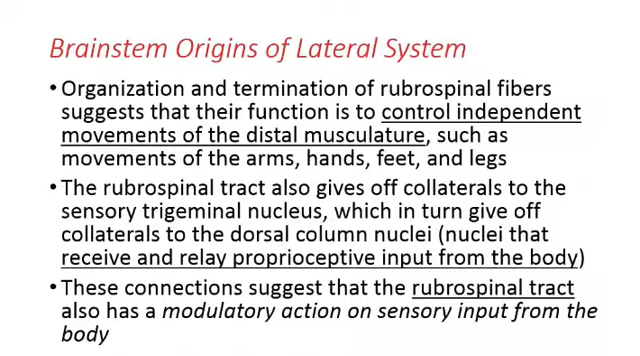 Brainstem Origins of Lateral System
• Organization and termination of rubrospinal fibers
suggests that their function is to control independent
movements of the distal musculature, such as
movements of the arms, hands, feet, and legs
• The rubrospinal tract also gives off collaterals to the
sensory trigeminal nucleus, which in turn give off
collaterals to the dorsal column nuclei (nuclei that
receive and relay proprioceptive input from the body)
• These connections suggest that the rubrospinal tract
also has a modulatory action on sensory input from the
body